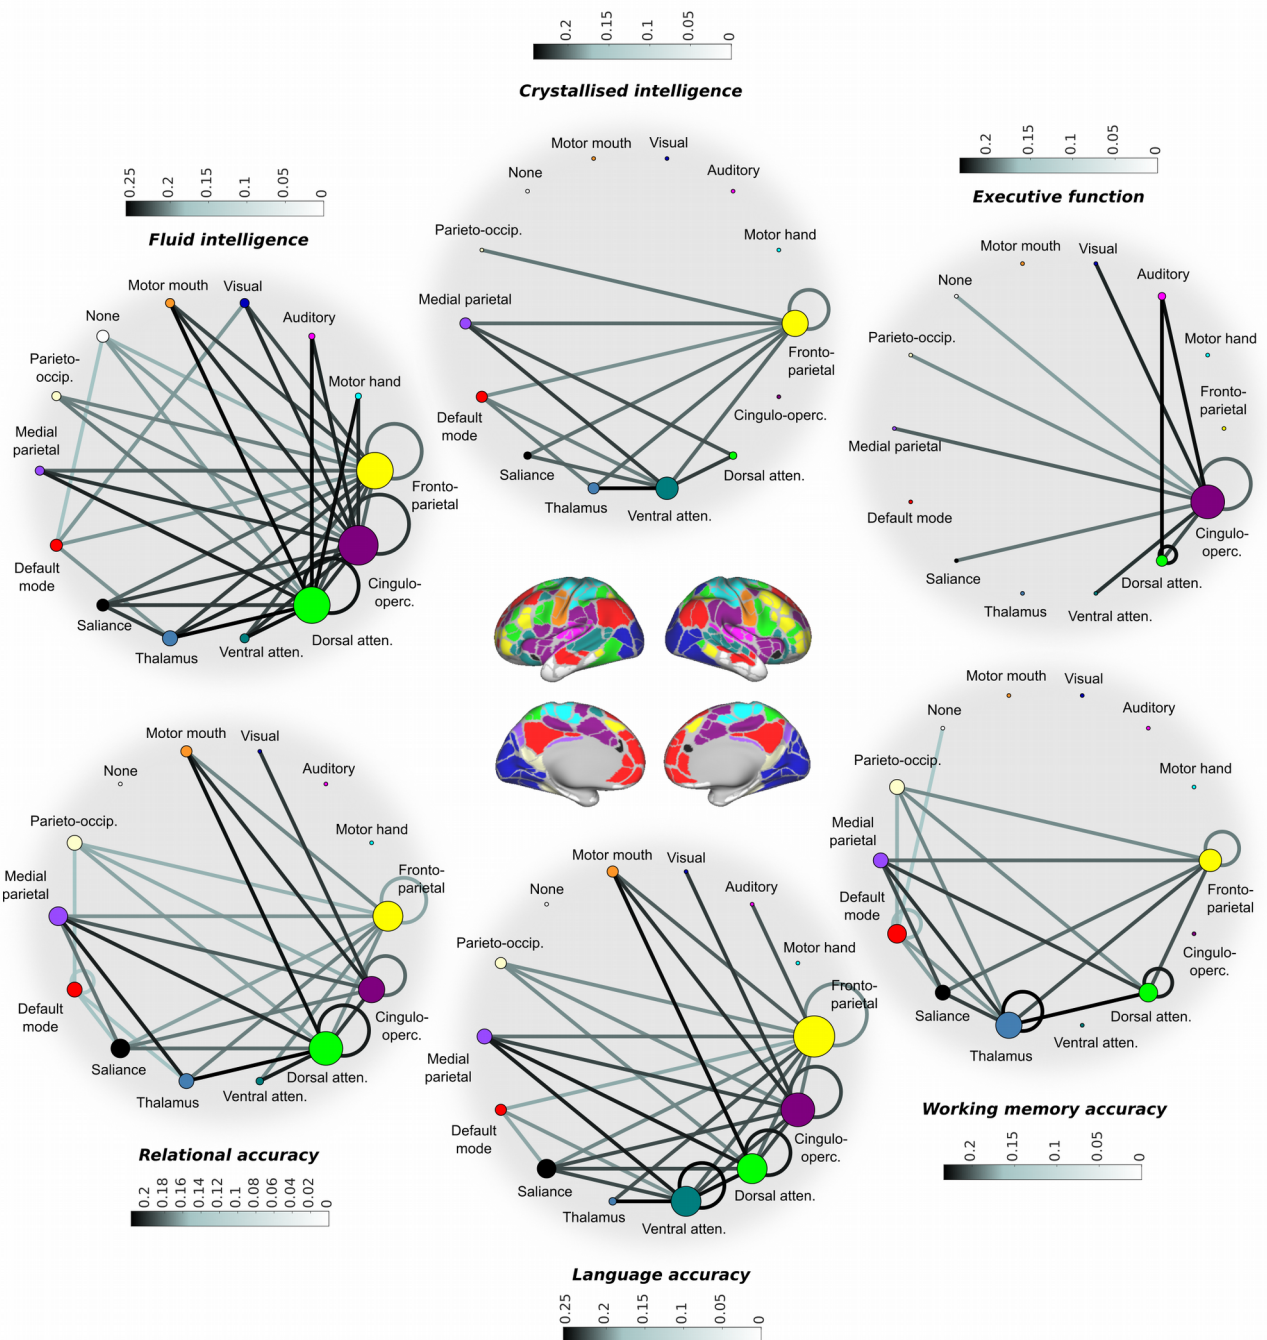 0.2
0.15
0.1
0.05
0
Crystallised intelligence
Motor mouth
Visual
None
Auditory
Parieto-occip.
Motor hand
Medial parietal
Fronto-
parietal
Default
mode
Cingulo-operc.
Saliance
Dorsal atten.
Thalamus
Ventral atten.
0.25
0.2
0.15
0.1
0.05
0
Fluid intelligence
Motor mouth
Visual
None
Auditory
Parieto-
occip.
Motor hand
Medial
parietal
Fronto-
parietal
Default
mode
Cingulo-
operc.
Saliance
Dorsal atten.
Thalamus
Ventral atten.
0.2
0.15
0.1
0.05
0
Executive function
Motor mouth
Visual
None
Auditory
Parieto-occip.
Motor hand
Fronto-
parietal
Medial parietal
Default mode
Cingulo-
operc.
Saliance
Dorsal atten.
Thalamus
Ventral atten.
Motor mouth
Visual
None
Auditory
Parieto-occip.
Motor hand
Medial
parietal
Fronto-
parietal
Default
mode
Cingulo-
operc.
Saliance
Dorsal atten.
Thalamus
Ventral atten.
Relational accuracy
0.2
0.18
0.16
0.14
0.12
0.1
0.08
0.06
0.04
0.02
0
Motor mouth
Visual
None
Auditory
Parieto-occip.
Motor hand
Fronto-
parietal
Medial
parietal
Default
mode
Cingulo-
operc.
Saliance
Dorsal atten.
Thalamus
Ventral atten.
Language accuracy
0.25
0.2
0.15
0.1
0.05
0
Motor mouth
Visual
None
Auditory
Parieto-occip.
Motor hand
Medial
parietal
Fronto-
parietal
Default
mode
Cingulo-
operc.
Saliance
Dorsal atten.
Thalamus
Ventral atten.
Working memory accuracy
0.2
0.15
0.1
0.05
0